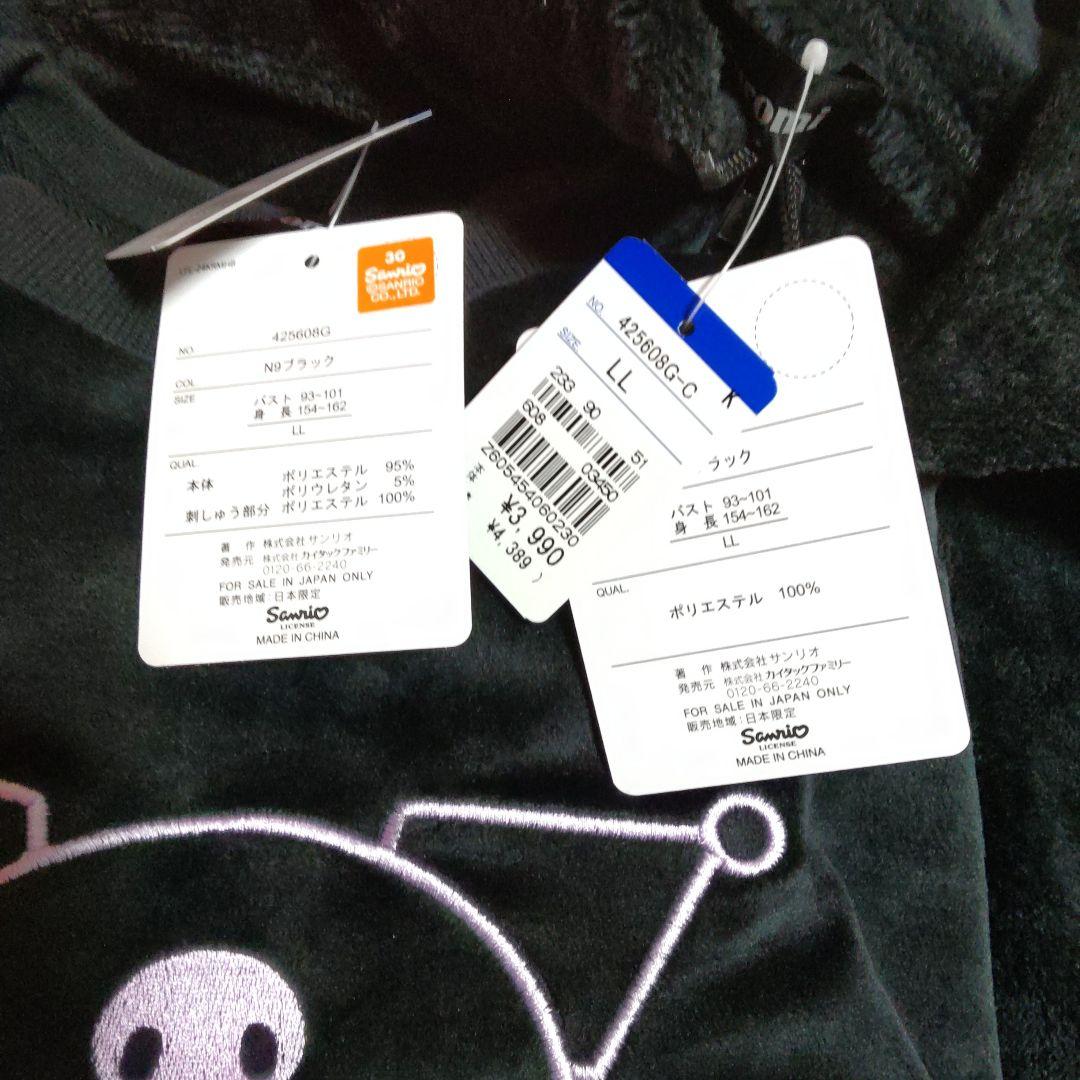 30
Sanrio
©SANRIO
CO., LTD.
NO. 425608G
COL. N9ブラック
SIZE バスト 93~101
身 長 154~162
LL
QUAL.
本体 ポリエステル 95%
ポリウレタン 5%
刺しゅう部分 ポリエステル 100%
著 作 株式会社サンリオ
発売元 株式会社カイタックファミリー
0120-66-2240
FOR SALE IN JAPAN ONLY
販売地域:日本限定
Sanrio
LICENSE
MADE IN CHINA
NO. 425608G-C
SIZE LL
233 90 51
608 03450
Z605454060230
¥3,990
¥4,389 )
K
ラック
バスト 93~101
身 長 154~162
LL
QUAL.
ポリエステル 100%
著 作 株式会社サンリオ
発売元 株式会社カイタックファミリー
0120-66-2240
FOR SALE IN JAPAN ONLY
販売地域:日本限定
Sanrio
LICENSE
MADE IN CHINA
omi